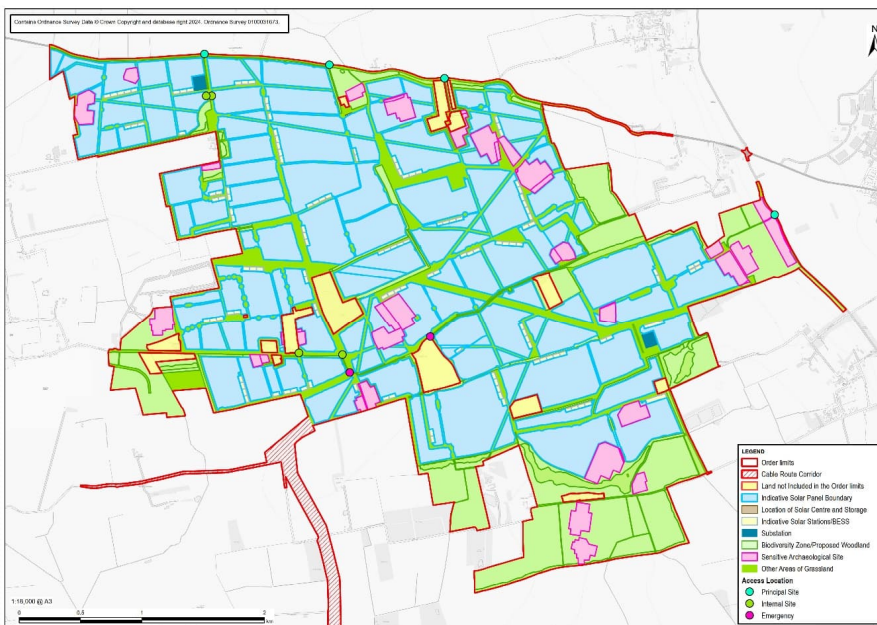 Contains Ordnance Survey Data © Crown Copyright and database right 2024. Ordnance Survey 0100031673.
N
LEGEND
Order limits
Cable Route Corridor
Land not Included in the Order limits
Indicative Solar Panel Boundary
Location of Solar Centre and Storage
Indicative Solar Stations/BESS
Substation
Biodiversity Zone/Proposed Woodland
Sensitive Archaeological Site
Other Areas of Grassland
Access Location
Principal Site
Internal Site
Emergency
1:18,000 @ A3
0 0.5 1 2
km